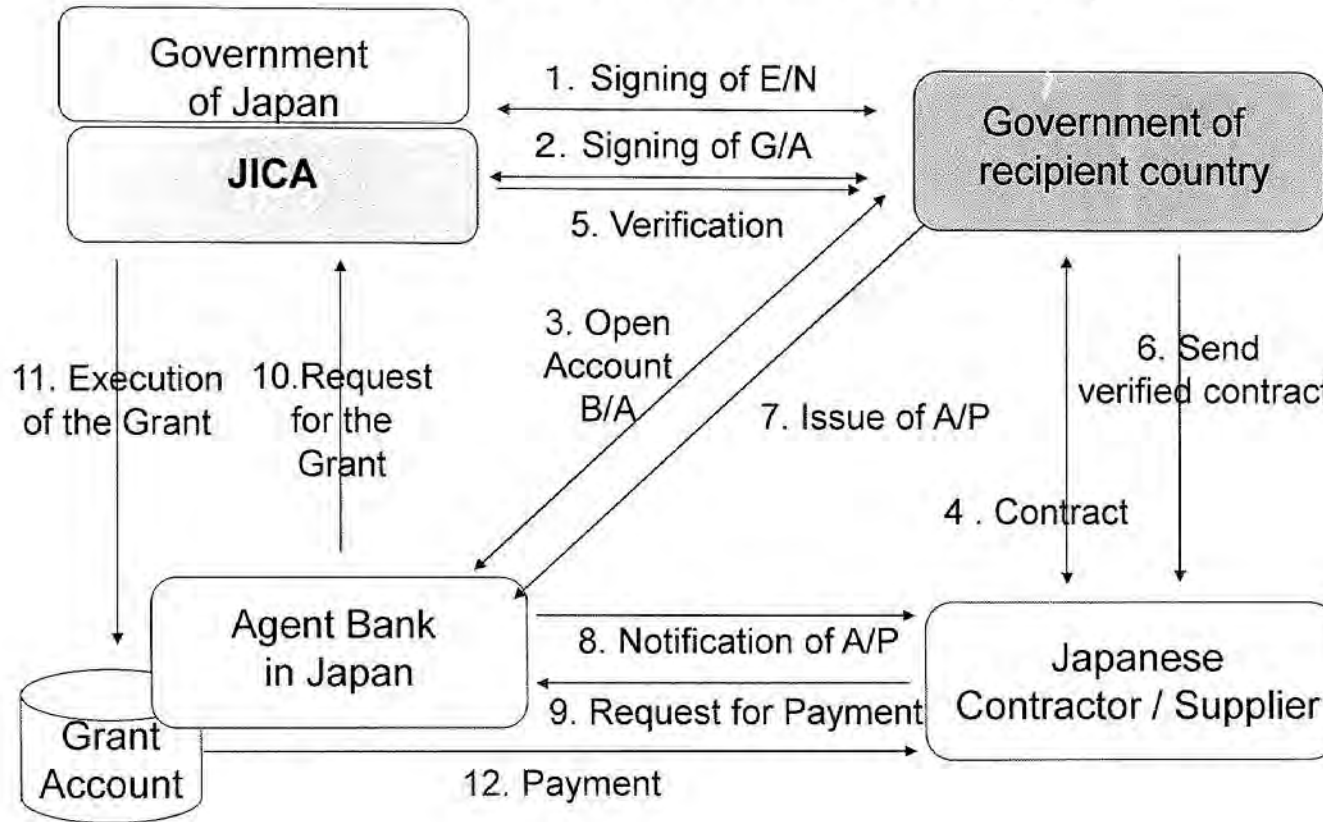 Government
of Japan
JICA
1. Signing of E/N
2. Signing of G/A
5. Verification
Government of
recipient country
11. Execution
of the Grant
10.Request
for the
Grant
3. Open
Account
B/A
7. Issue of A/P
6. Send
verified contract
4 . Contract
Agent Bank
in Japan
8. Notification of A/P
9. Request for Payment
Japanese
Contractor / Supplier
Grant
Account
12. Payment